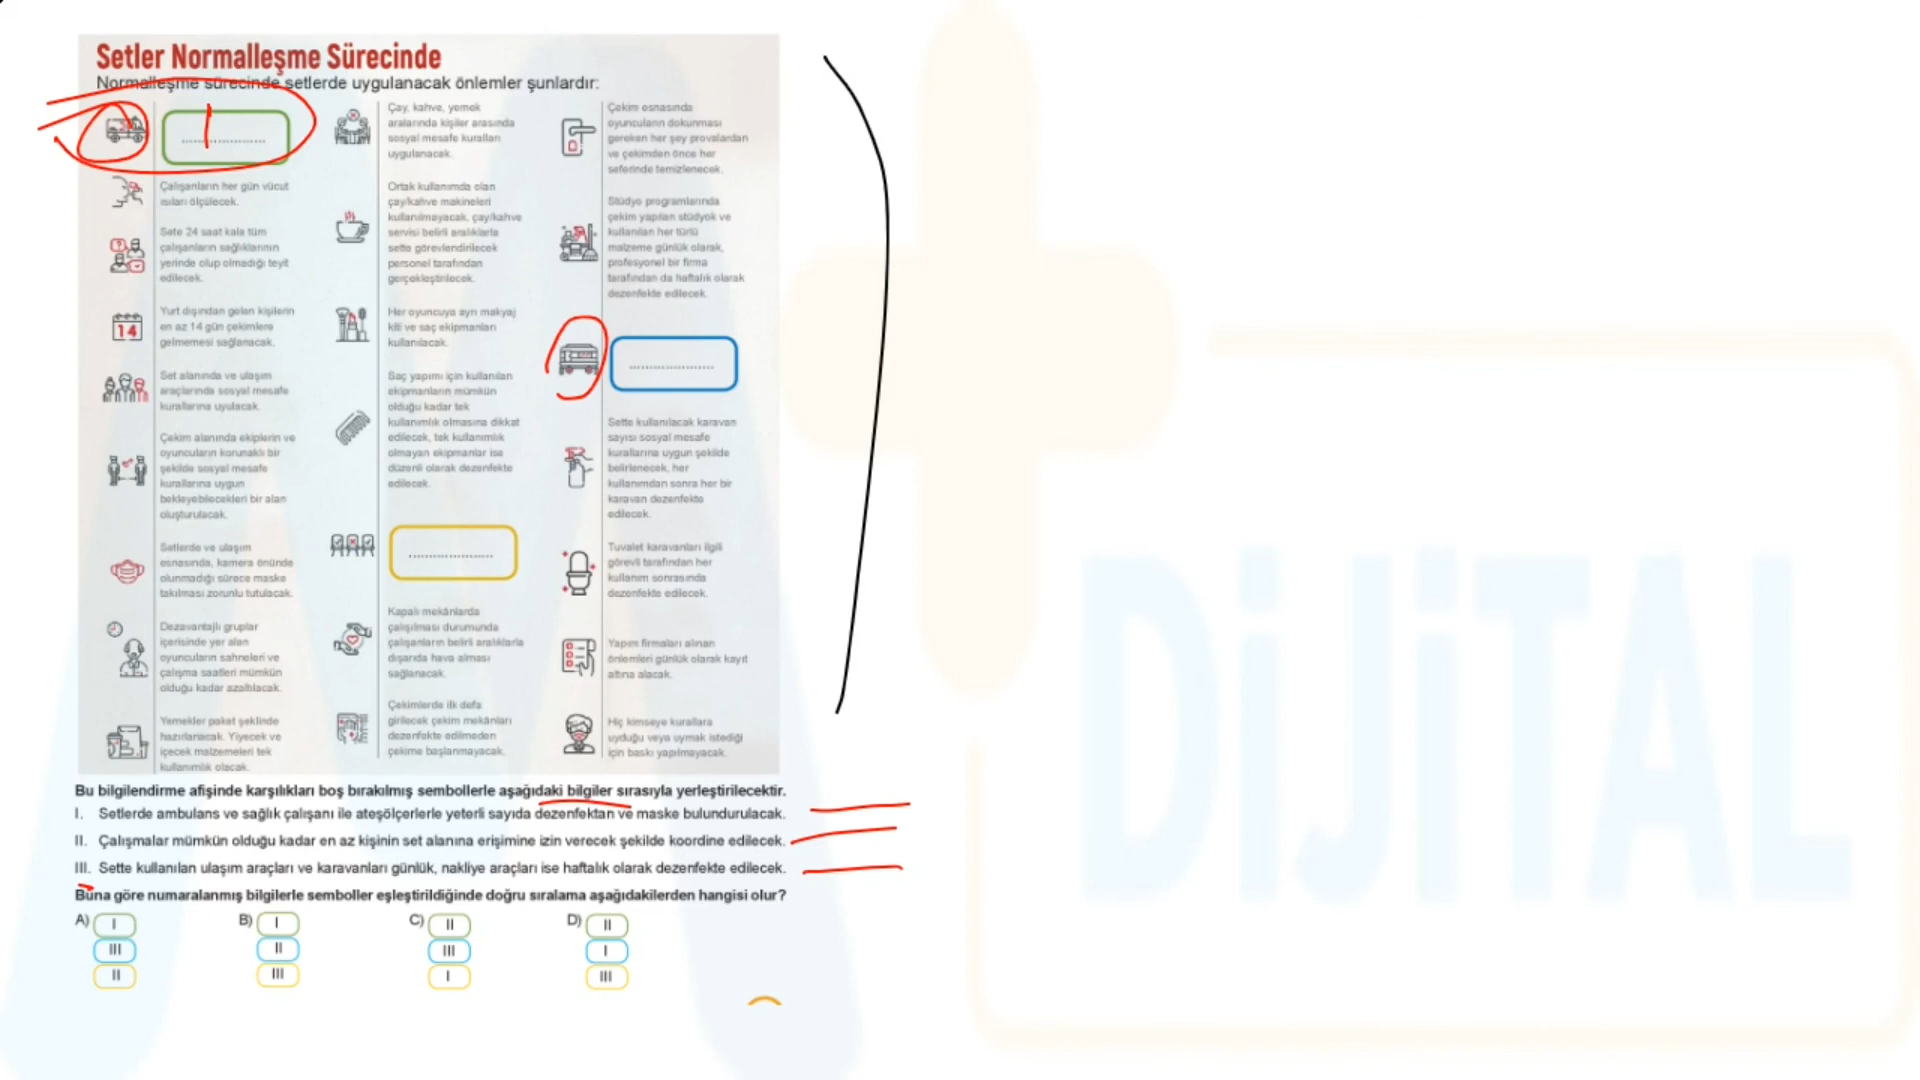 Setler Normalleşme Sürecinde
Normalleşme sürecinde setlerde uygulanacak önlemler şunlardır:
I
.....................
Çalışanların her gün vücut
ısıları ölçülecek.
Sete 24 saat kala tüm
çalışanların sağlıklarının
yerinde olup olmadığı teyit
edilecek.
14
Yurt dışından gelen kişilerin
en az 14 gün çekimlere
gelmemesi sağlanacak.
Set alanında ve ulaşım
araçlarında sosyal mesafe
kurallarına uyulacak.
Çekim alanında ekiplerin ve
oyuncuların korunaklı bir
şekilde sosyal mesafe
kurallarına uygun
bekleyebilecekleri bir alan
oluşturulacak.
Setlerde ve ulaşım
esnasında, kamera önünde
olunmadığı sürece maske
takılması zorunlu tutulacak.
Dezavantajlı gruplar
içerisinde yer alan
oyuncuların sahneleri ve
çalışma saatleri mümkün
olduğu kadar azaltılacak.
Yemekler paket şeklinde
hazırlanacak. Yiyecek ve
içecek malzemeleri tek
kullanımlık olacak.
Çay, kahve, yemek
aralarında kişiler arasında
sosyal mesafe kuralları
uygulanacak.
Ortak kullanımda olan
çay/kahve makineleri
kullanılmayacak, çay/kahve
servisi belirli aralıklarla
sette görevlendirilecek
personel tarafından
gerçekleştirilecek.
Her oyuncuya ayrı makyaj
kiti ve saç ekipmanları
kullanılacak.
Saç yapımı için kullanılan
ekipmanların mümkün
olduğu kadar tek
kullanımlık olmasına dikkat
edilecek, tek kullanımlık
olmayan ekipmanlar ise
düzenli olarak dezenfekte
edilecek.
.....................
Kapalı mekânlarda
çalışılması durumunda
çalışanların belirli aralıklarla
dışarıda hava alması
sağlanacak.
Çekimlerde ilk defa
girilecek çekim mekânları
dezenfekte edilmeden
çekime başlanmayacak.
Çekim esnasında
oyuncuların dokunması
gereken her şey provalardan
ve çekimden önce her
seferinde temizlenecek.
Stüdyo programlarında
çekim yapılan stüdyok ve
kullanılan her türlü
malzeme günlük olarak,
profesyonel bir firma
tarafından da haftalık olarak
dezenfekte edilecek.
.....................
Sette kullanılacak karavan
sayısı sosyal mesafe
kurallarına uygun şekilde
belirlenecek, her
kullanımdan sonra her bir
karavan dezenfekte
edilecek.
Tuvalet karavanları ilgili
görevli tarafından her
kullanım sonrasında
dezenfekte edilecek.
Yapım firmaları alınan
önlemleri günlük olarak kayıt
altına alacak.
Hiç kimseye kurallara
uyduğu veya uymak istediği
için baskı yapılmayacak.
Bu bilgilendirme afişinde karşılıkları boş bırakılmış sembollerle aşağıdaki bilgiler sırasıyla yerleştirilecektir.
I. Setlerde ambulans ve sağlık çalışanı ile ateşölçerlerle yeterli sayıda dezenfektan ve maske bulundurulacak.
II. Çalışmalar mümkün olduğu kadar en az kişinin set alanına erişimine izin verecek şekilde koordine edilecek.
III. Sette kullanılan ulaşım araçları ve karavanları günlük, nakliye araçları ise haftalık olarak dezenfekte edilecek.
Buna göre numaralanmış bilgilerle semboller eşleştirildiğinde doğru sıralama aşağıdakilerden hangisi olur?
A) I B) I C) II D) II
III II III I
II III I III
DİJİTAL